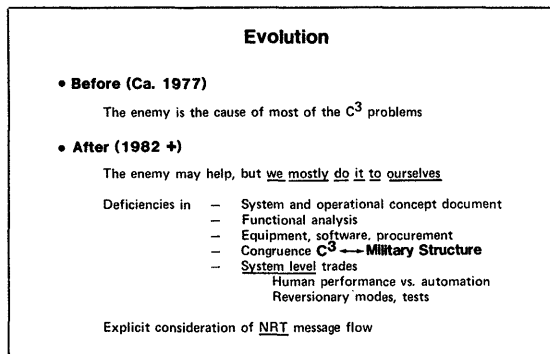 Evolution
• Before (Ca. 1977)
The enemy is the cause of most of the C³ problems
• After (1982 +)
The enemy may help, but we mostly do it to ourselves
Deficiencies in – System and operational concept document
– Functional analysis
– Equipment, software, procurement
– Congruence C³ ↔ Military Structure
– System level trades
Human performance vs. automation
Reversionary modes, tests
Explicit consideration of NRT message flow